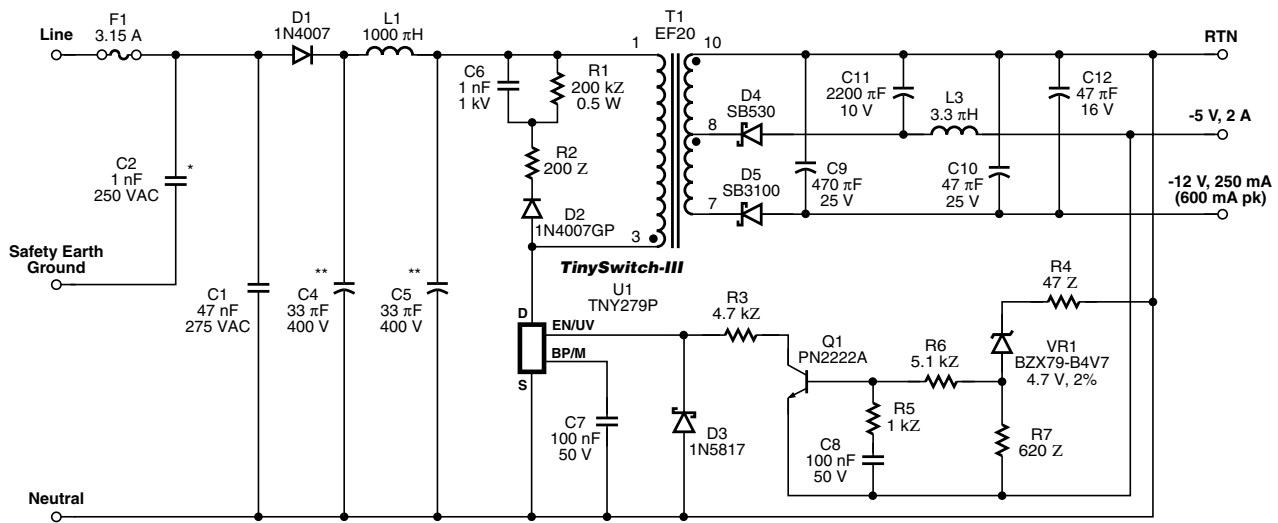 Line
F1
3.15 A
D1
1N4007
L1
1000 πH
T1
EF20
RTN
1
10
C6
1 nF
1 kV
R1
200 kZ
0.5 W
C11
2200 πF
10 V
L3
3.3 πH
C12
47 πF
16 V
D4
SB530
8
-5 V, 2 A
C2
1 nF
250 VAC
*
R2
200 Z
D5
SB3100
7
C9
470 πF
25 V
C10
47 πF
25 V
-12 V, 250 mA
(600 mA pk)
D2
1N4007GP
3
Safety Earth
Ground
TinySwitch-III
U1
TNY279P
C1
47 nF
275 VAC
**
C4
33 πF
400 V
**
C5
33 πF
400 V
D
S
EN/UV
BP/M
R3
4.7 kZ
Q1
PN2222A
R6
5.1 kZ
R4
47 Z
VR1
BZX79-B4V7
4.7 V, 2%
C7
100 nF
50 V
D3
1N5817
R5
1 kZ
C8
100 nF
50 V
R7
620 Z
Neutral